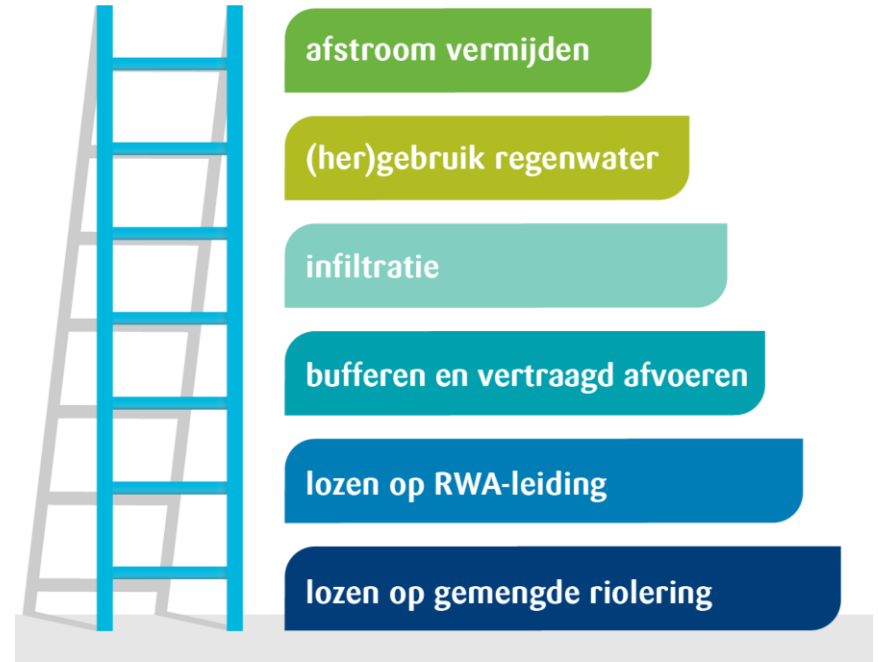 afstroom vermijden
(her)gebruik regenwater
infiltratie
bufferen en vertraagd afvoeren
lozen op RWA-leiding
lozen op gemengde riolering